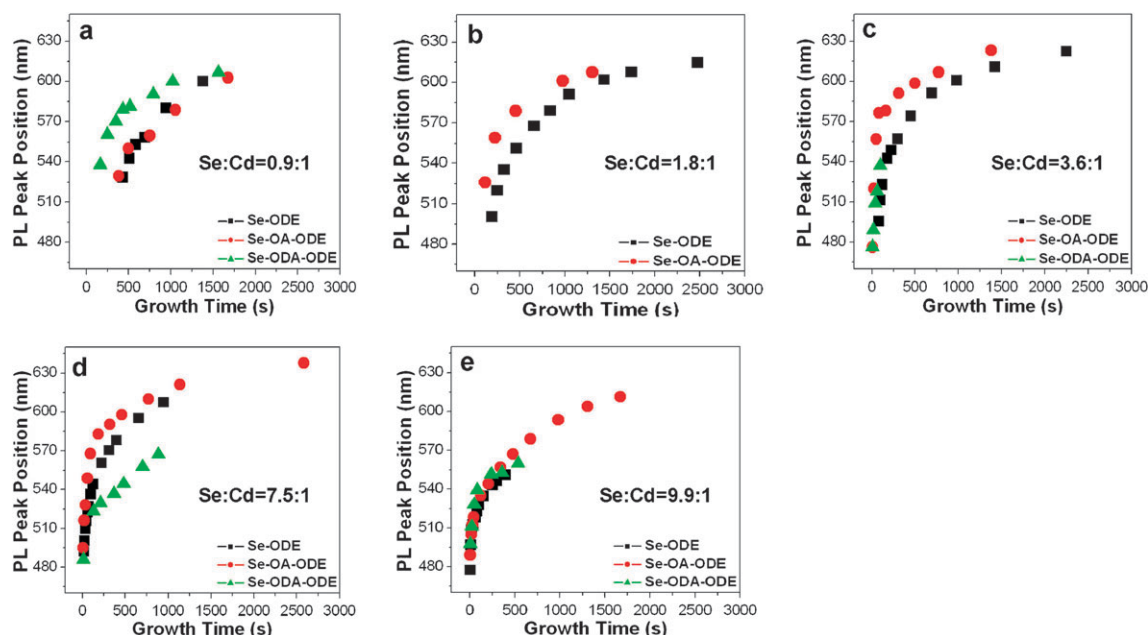 a
PL Peak Position (nm)
630
600
570
540
510
480
Se:Cd=0.9:1
Se-ODE
Se-OA-ODE
Se-ODA-ODE
0 500 1000 1500 2000 2500 3000
Growth Time (s)
b
PL Peak Position (nm)
630
600
570
540
510
480
Se:Cd=1.8:1
Se-ODE
Se-OA-ODE
0 500 1000 1500 2000 2500 3000
Growth Time (s)
c
PL Peak Position (nm)
630
600
570
540
510
480
Se:Cd=3.6:1
Se-ODE
Se-OA-ODE
Se-ODA-ODE
0 500 1000 1500 2000 2500 3000
Growth Time (s)
d
PL Peak Position (nm)
630
600
570
540
510
480
Se:Cd=7.5:1
Se-ODE
Se-OA-ODE
Se-ODA-ODE
0 500 1000 1500 2000 2500 3000
Growth Time (s)
e
PL Peak Position (nm)
630
600
570
540
510
480
Se:Cd=9.9:1
Se-ODE
Se-OA-ODE
Se-ODA-ODE
0 500 1000 1500 2000 2500 3000
Growth Time (s)